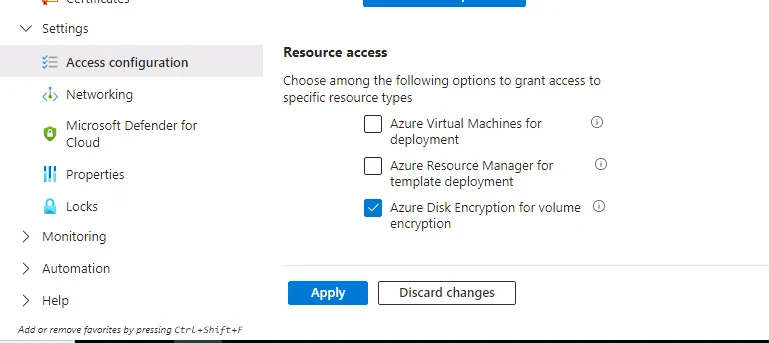 Certificates
Settings
Access configuration
Networking
Microsoft Defender for
Cloud
Properties
Locks
Monitoring
Automation
Help
Add or remove favorites by pressing Ctrl+Shift+F
Resource access
Choose among the following options to grant access to
specific resource types
Azure Virtual Machines for
deployment
Azure Resource Manager for
template deployment
Azure Disk Encryption for volume
encryption
Apply
Discard changes